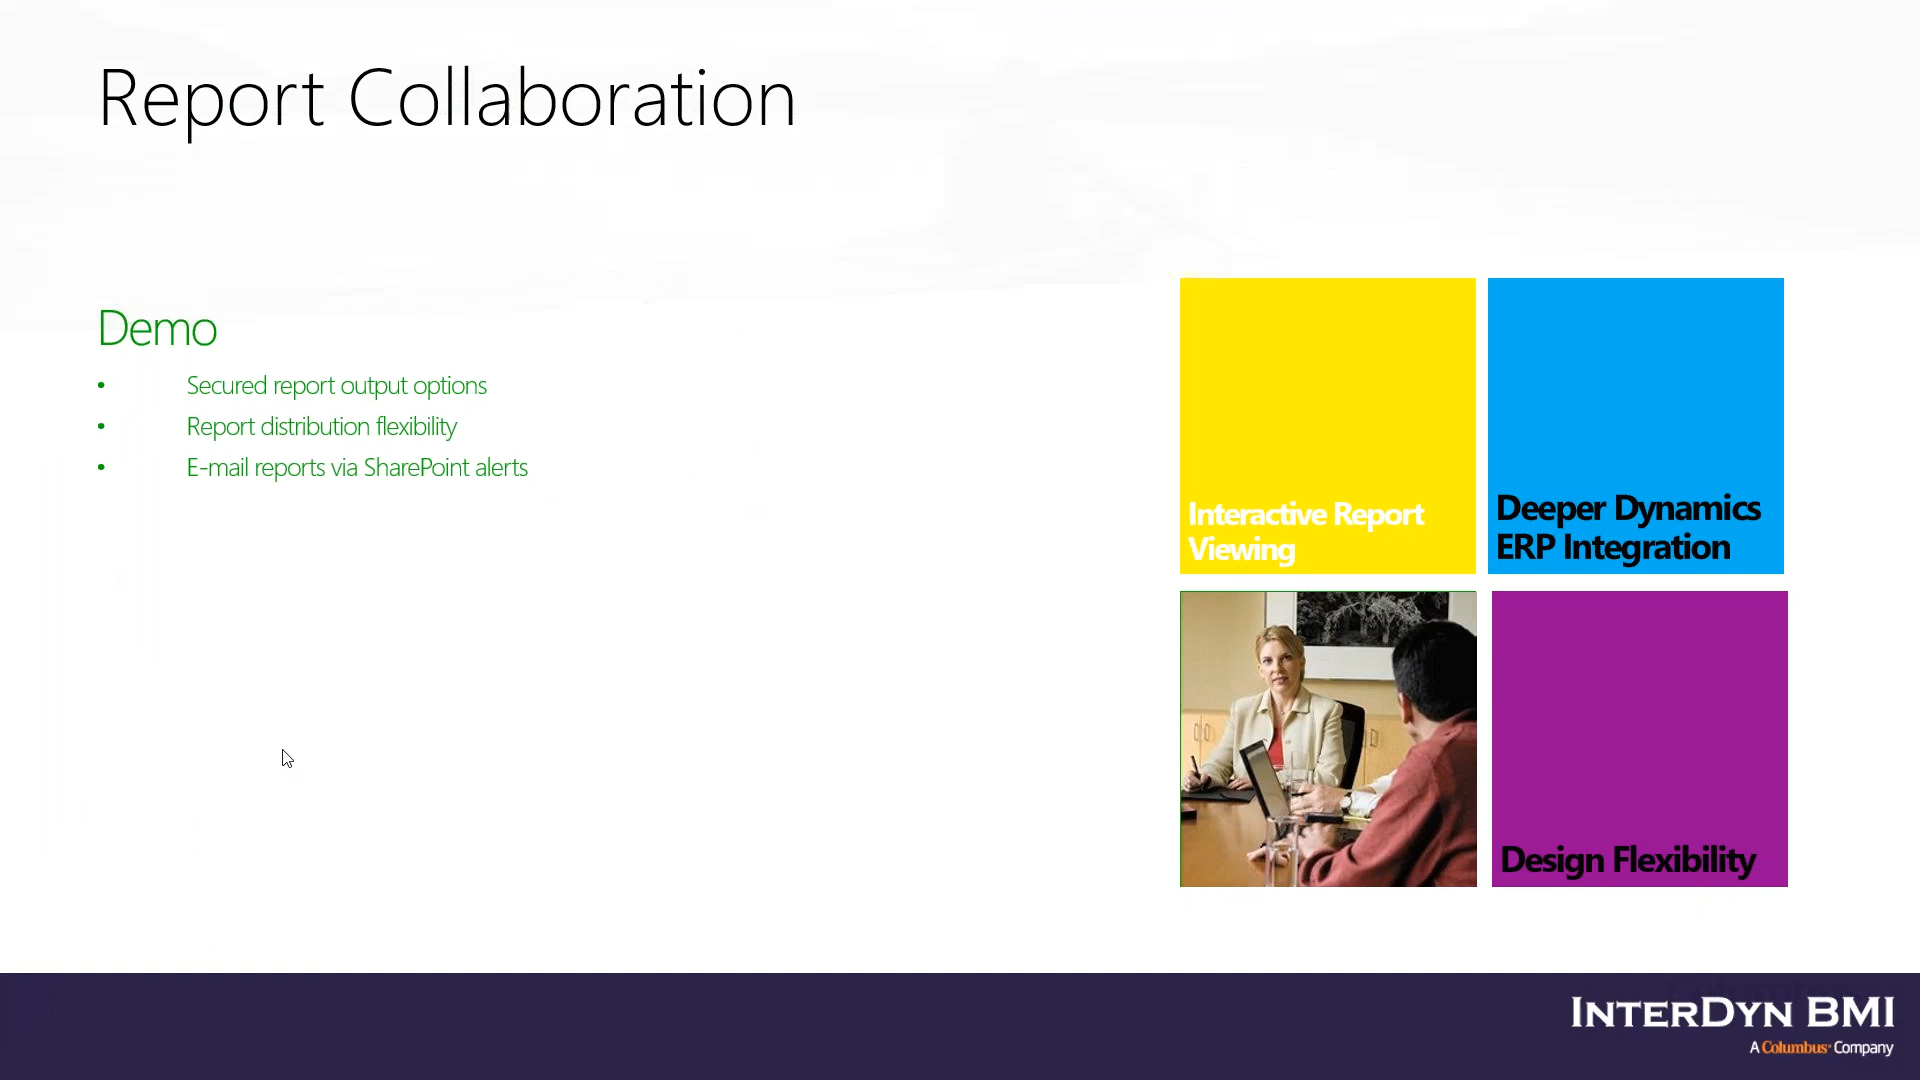 Report Collaboration
Demo
• Secured report output options
• Report distribution flexibility
• E-mail reports via SharePoint alerts
Interactive Report
Viewing
Deeper Dynamics
ERP Integration
Design Flexibility
INTERDYN BMI
A Columbus Company